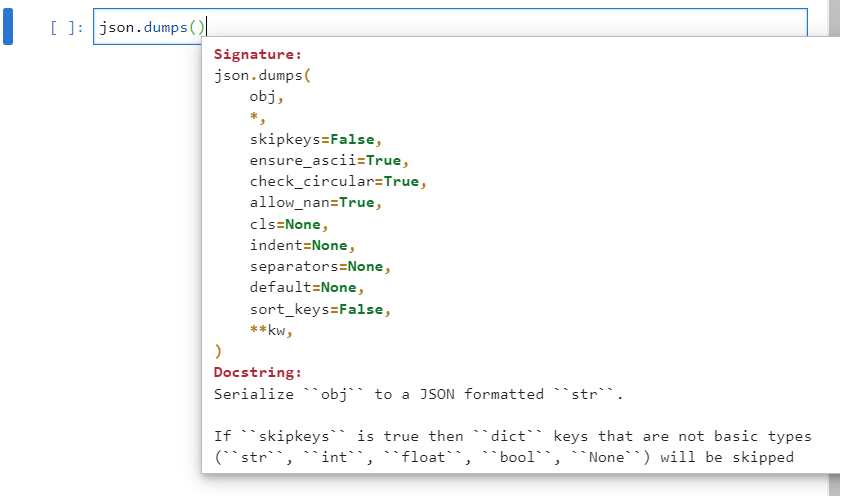 [ ]: json.dumps()
Signature:
json.dumps(
    obj,
    *,
    skipkeys=False,
    ensure_ascii=True,
    check_circular=True,
    allow_nan=True,
    cls=None,
    indent=None,
    separators=None,
    default=None,
    sort_keys=False,
    **kw,
)
Docstring:
Serialize ``obj`` to a JSON formatted ``str``.

If ``skipkeys`` is true then ``dict`` keys that are not basic types
(``str``, ``int``, ``float``, ``bool``, ``None``) will be skipped